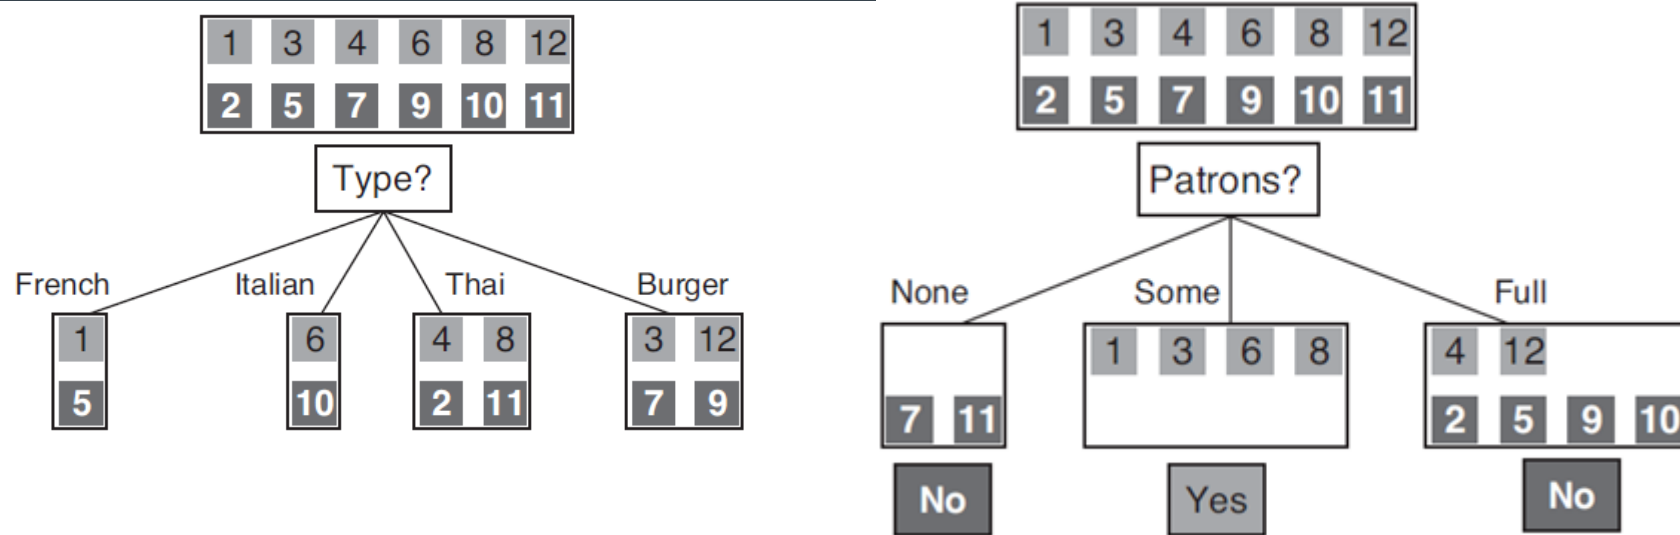 1 3 4 6 8 12
2 5 7 9 10 11
Type?
French Italian Thai Burger
1 6 4 8 3 12
5 10 2 11 7 9
1 3 4 6 8 12
2 5 7 9 10 11
Patrons?
None Some Full
1 3 6 8 4 12
7 11 2 5 9 10
No Yes No